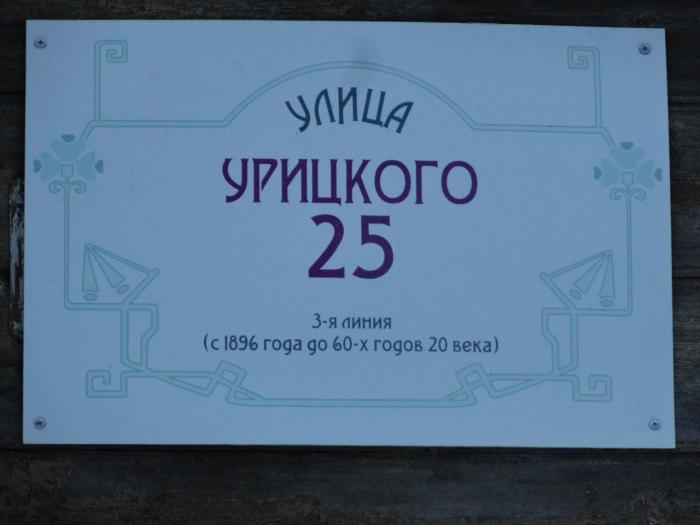 УЛИЦА
УРИЦКОГО
25
3-я линия
(с 1896 года до 60-х годов 20 века)